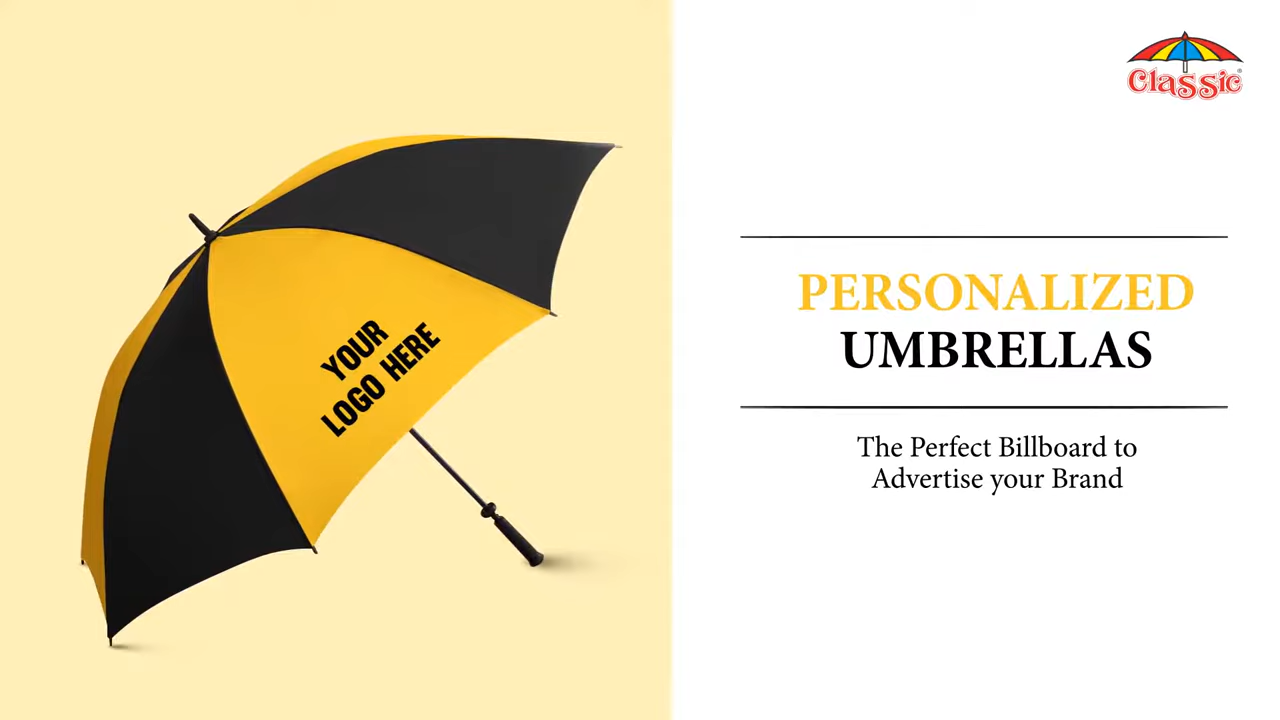 Classic
YOUR
LOGO HERE
PERSONALIZED
UMBRELLAS
The Perfect Billboard to
Advertise your Brand